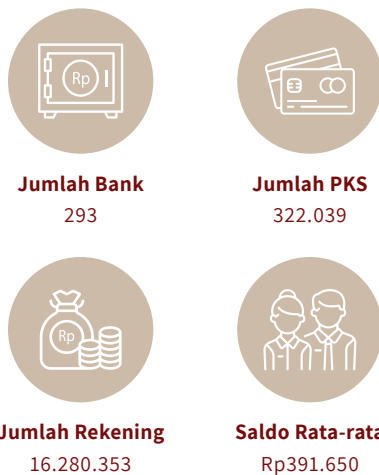 Rp
Jumlah Bank
293
Jumlah PKS
322.039
Rp
Jumlah Rekening
16.280.353
Saldo Rata-rata
Rp391.650